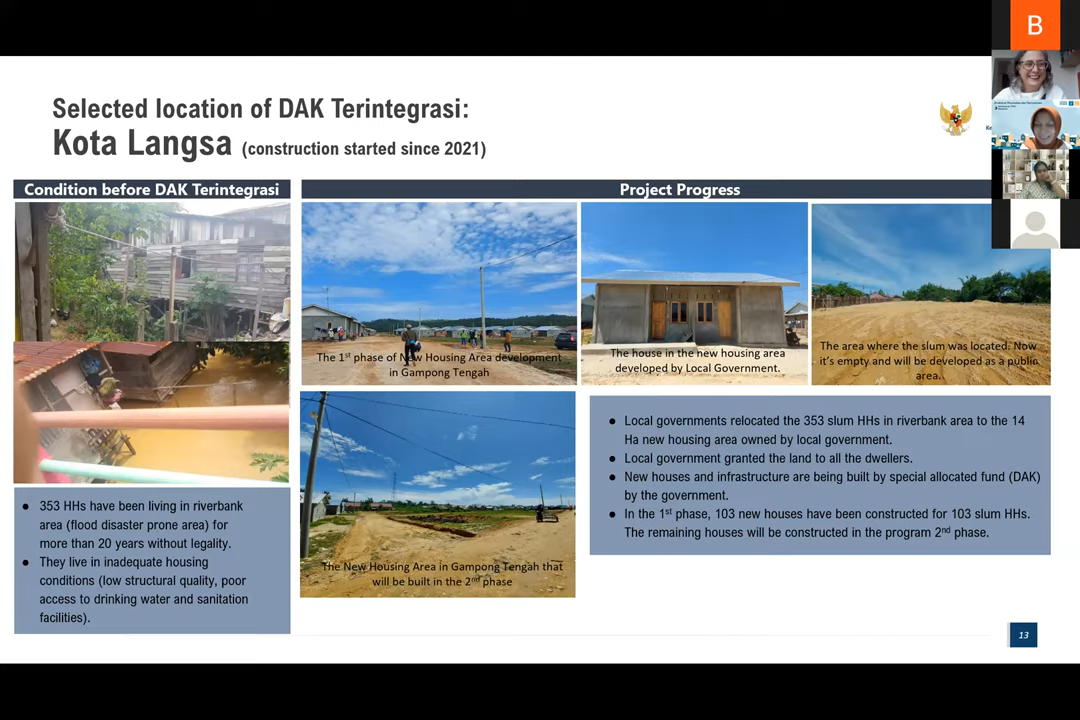 B
Selected location of DAK Terintegrasi:
Kota Langsa (construction started since 2021)
Condition before DAK Terintegrasi
Project Progress
The 1st phase of New Housing Area development
in Gampong Tengah
The house in the new housing area
developed by Local Government.
The area where the slum was located. Now
it's empty and will be developed as a public
area.
The New Housing Area in Gampong Tengah that
will be built in the 2nd phase
● 353 HHs have been living in riverbank
area (flood disaster prone area) for
more than 20 years without legality.
● They live in inadequate housing
conditions (low structural quality, poor
access to drinking water and sanitation
facilities).
● Local governments relocated the 353 slum HHs in riverbank area to the 14
Ha new housing area owned by local government.
● Local government granted the land to all the dwellers.
● New houses and infrastructure are being built by special allocated fund (DAK)
by the government.
● In the 1st phase, 103 new houses have been constructed for 103 slum HHs.
The remaining houses will be constructed in the program 2nd phase.
13